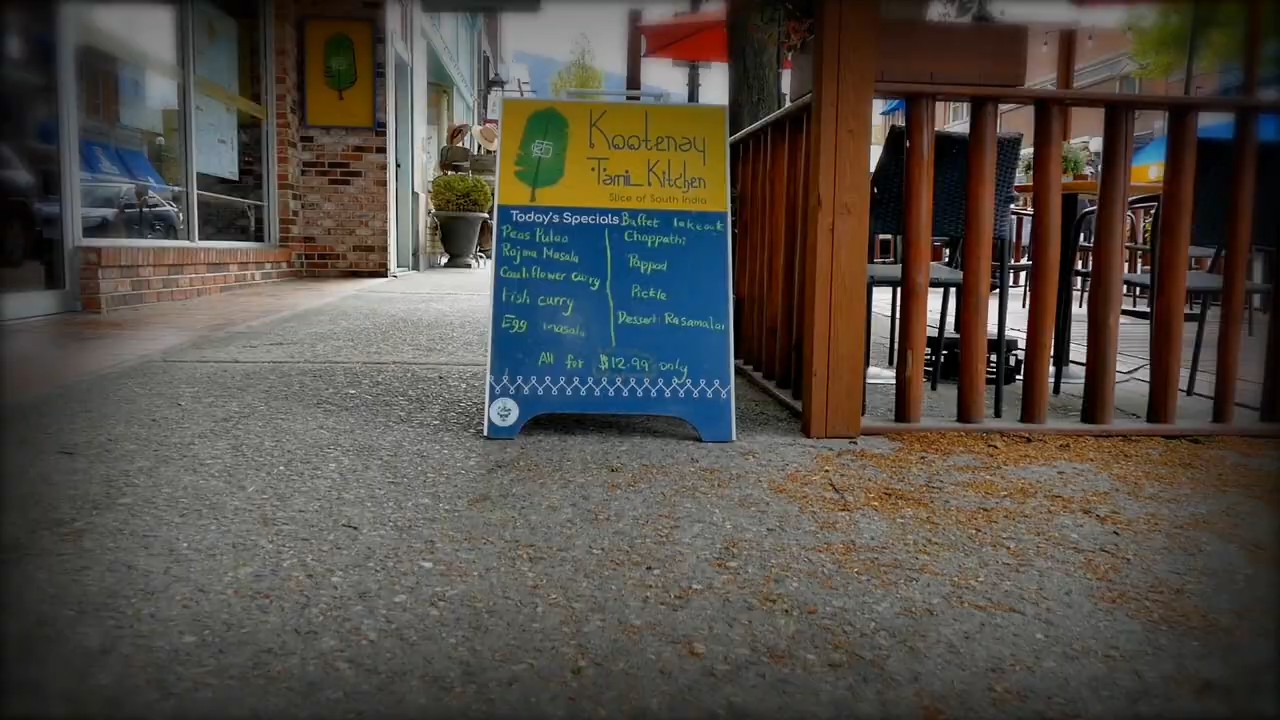 Kootenay
Tamil Kitchen
Slice of South India
Today's Specials
Peas Pulao
Rajma Masala
Cauliflower curry
Fish curry
Egg masala
Buffet takeout
Chappathi
Pappad
Pickle
Dessert: Rasamalai
All for $12.99 only